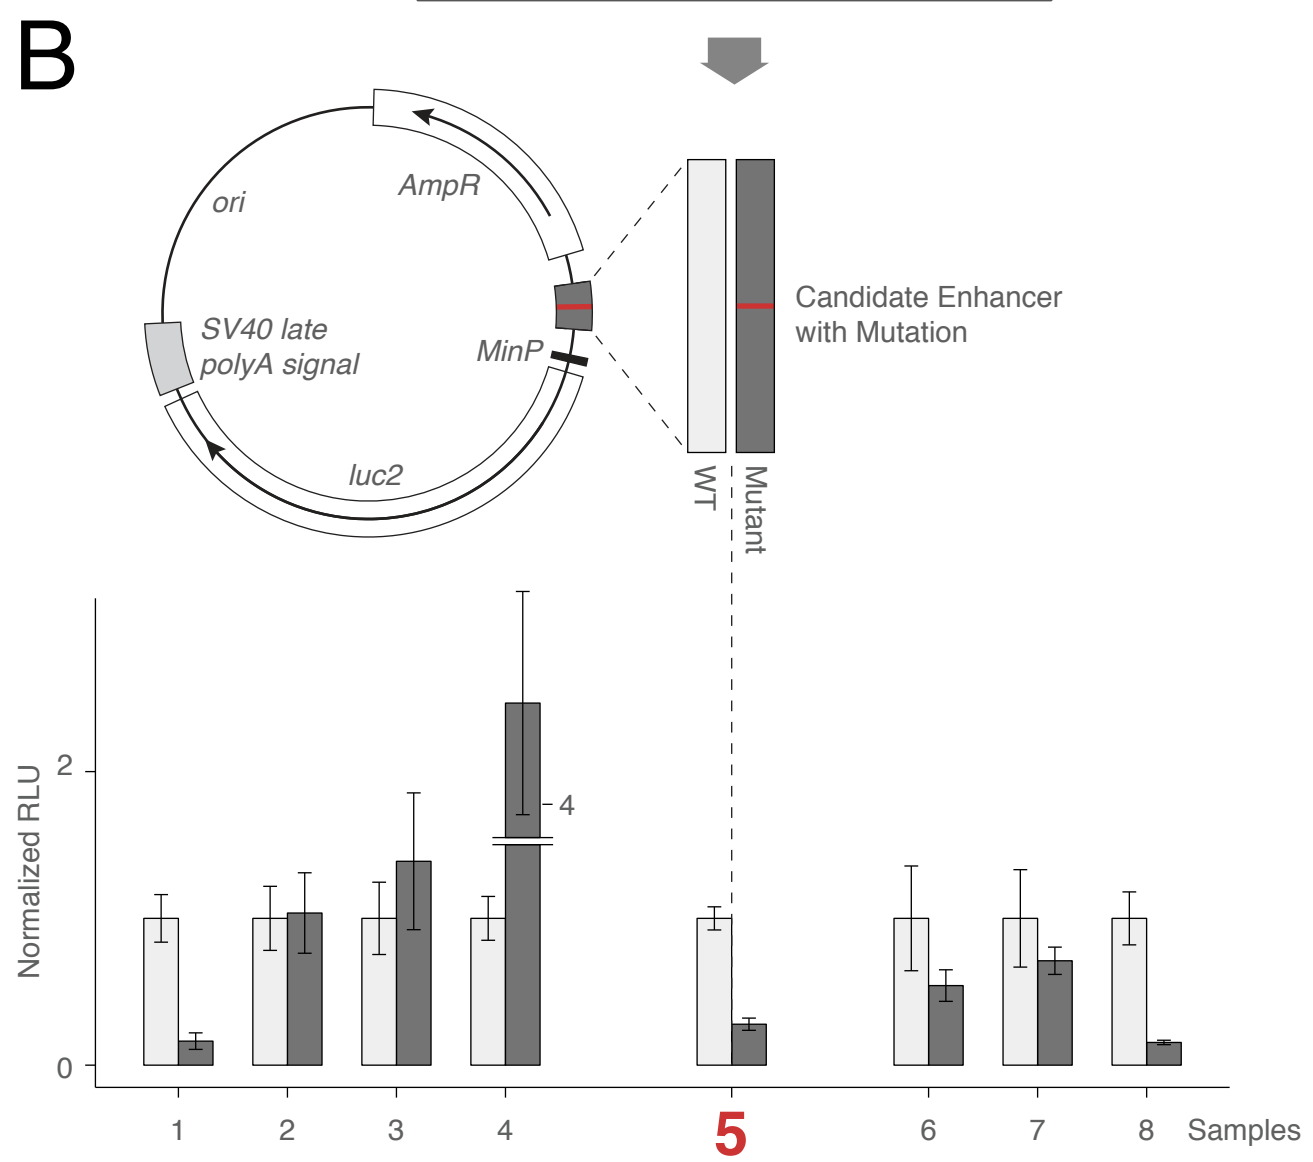 B
AmpR
ori
SV40 late
polyA signal
MinP
luc2
Candidate Enhancer
with Mutation
WT
Mutant
Normalized RLU
2
4
0
1
2
3
4
5
6
7
8
Samples